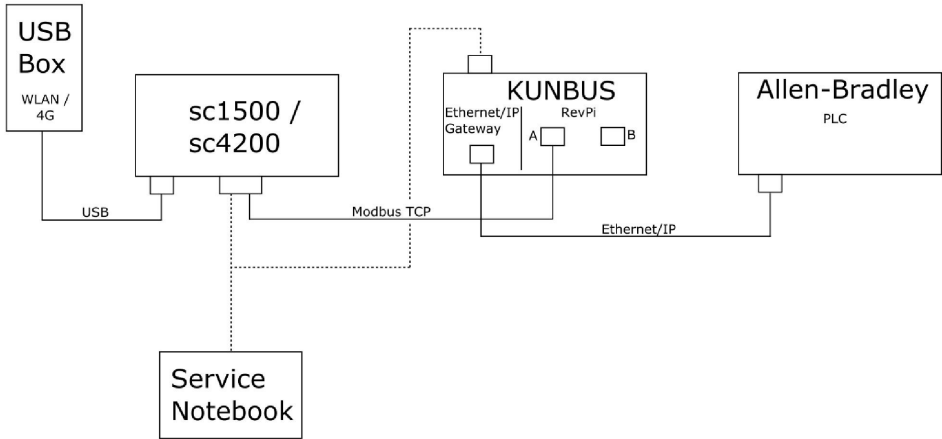 USB
Box
WLAN /
4G
sc1500 /
sc4200
KUNBUS
Ethernet/IP
Gateway
RevPi
A
B
Allen-Bradley
PLC
USB
Modbus TCP
Ethernet/IP
Service
Notebook